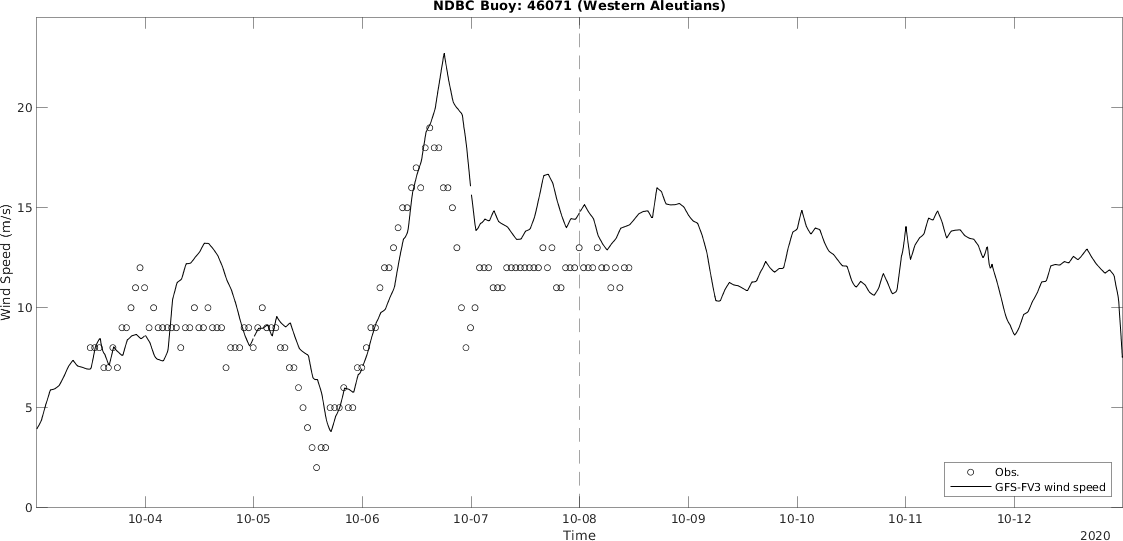 NDBC Buoy: 46071 (Western Aleutians)
20
15
10
5
0
Wind Speed (m/s)
Obs.
GFS-FV3 wind speed
10-04 10-05 10-06 10-07 10-08 10-09 10-10 10-11 10-12
Time
2020